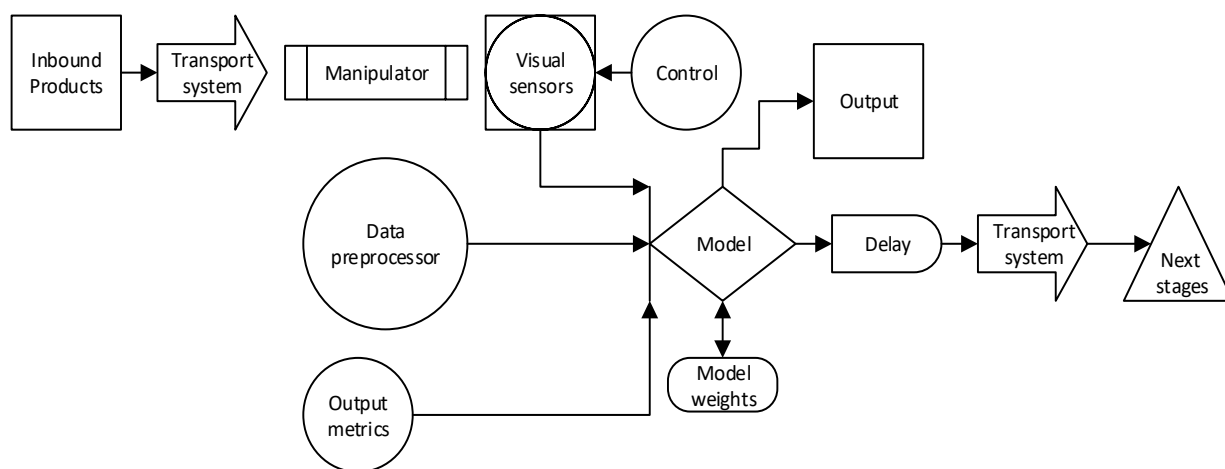 Inbound
Products
Transport
system
Manipulator
Visual
sensors
Control
Output
Data
preprocessor
Model
Delay
Transport
system
Next
stages
Output
metrics
Model
weights